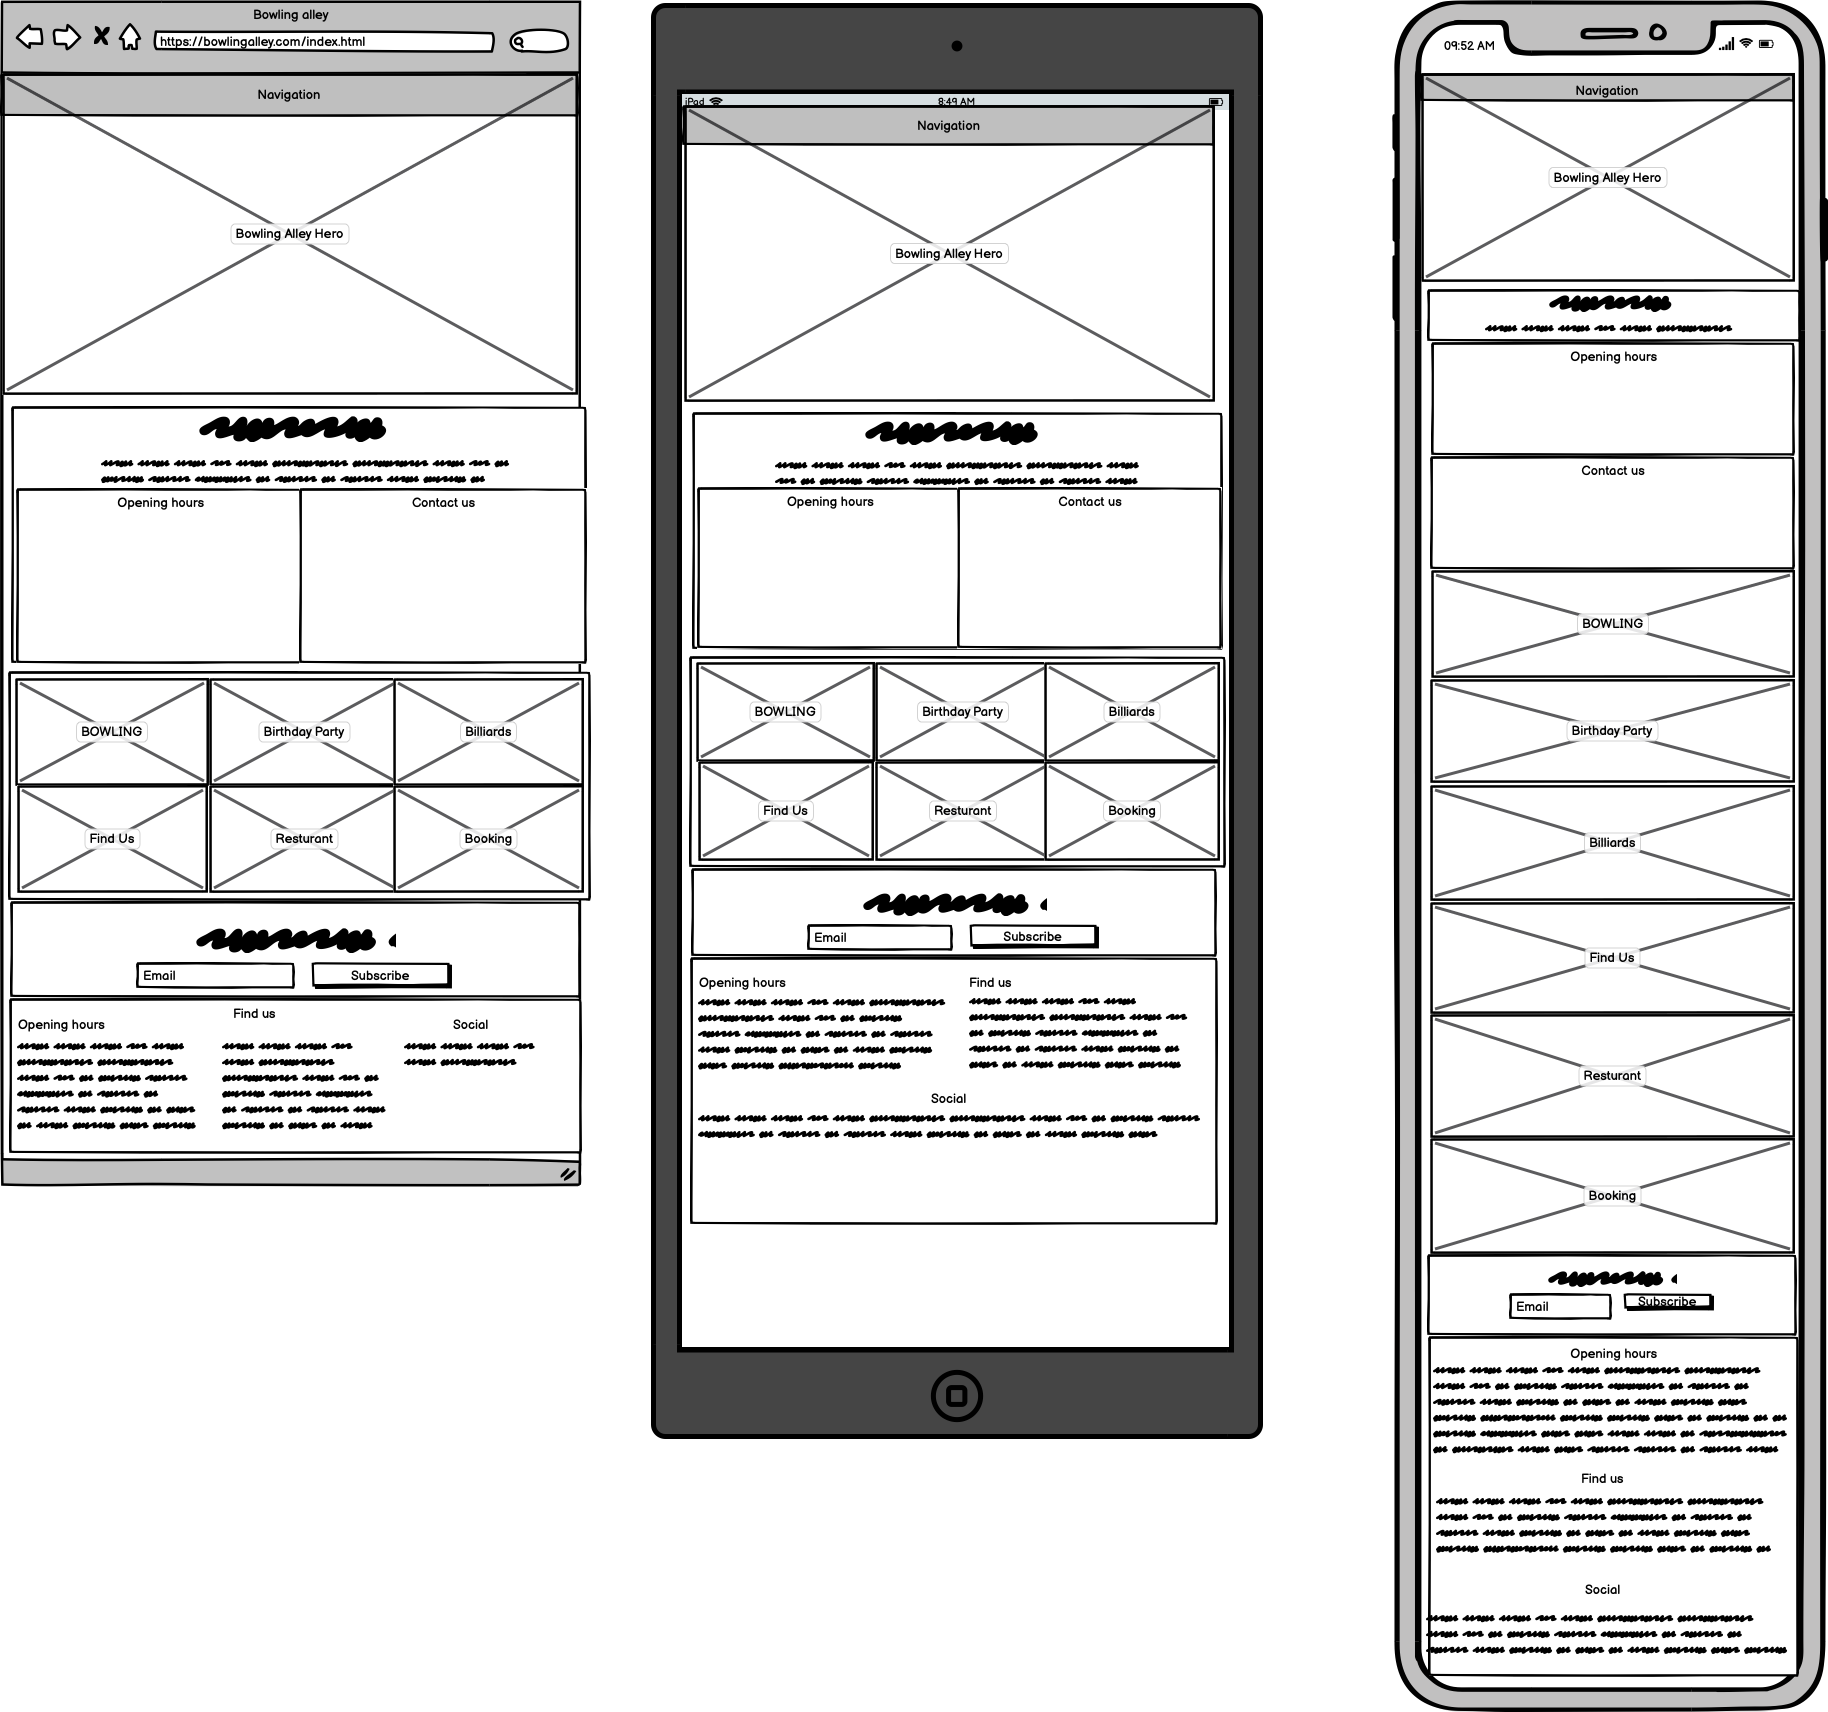 Bowling alley
https://bowlingalley.com/index.html
Navigation
Bowling Alley Hero
Opening hours
Contact us
BOWLING
Birthday Party
Billiards
Find Us
Resturant
Booking
Email
Subscribe
Find us
Opening hours
Social
iPad
8:49 AM
Navigation
Bowling Alley Hero
Opening hours
Contact us
BOWLING
Birthday Party
Billiards
Find Us
Resturant
Booking
Email
Subscribe
Opening hours
Find us
Social
09:52 AM
Navigation
Bowling Alley Hero
Opening hours
Contact us
BOWLING
Birthday Party
Billiards
Find Us
Resturant
Booking
Email
Subscribe
Opening hours
Find us
Social